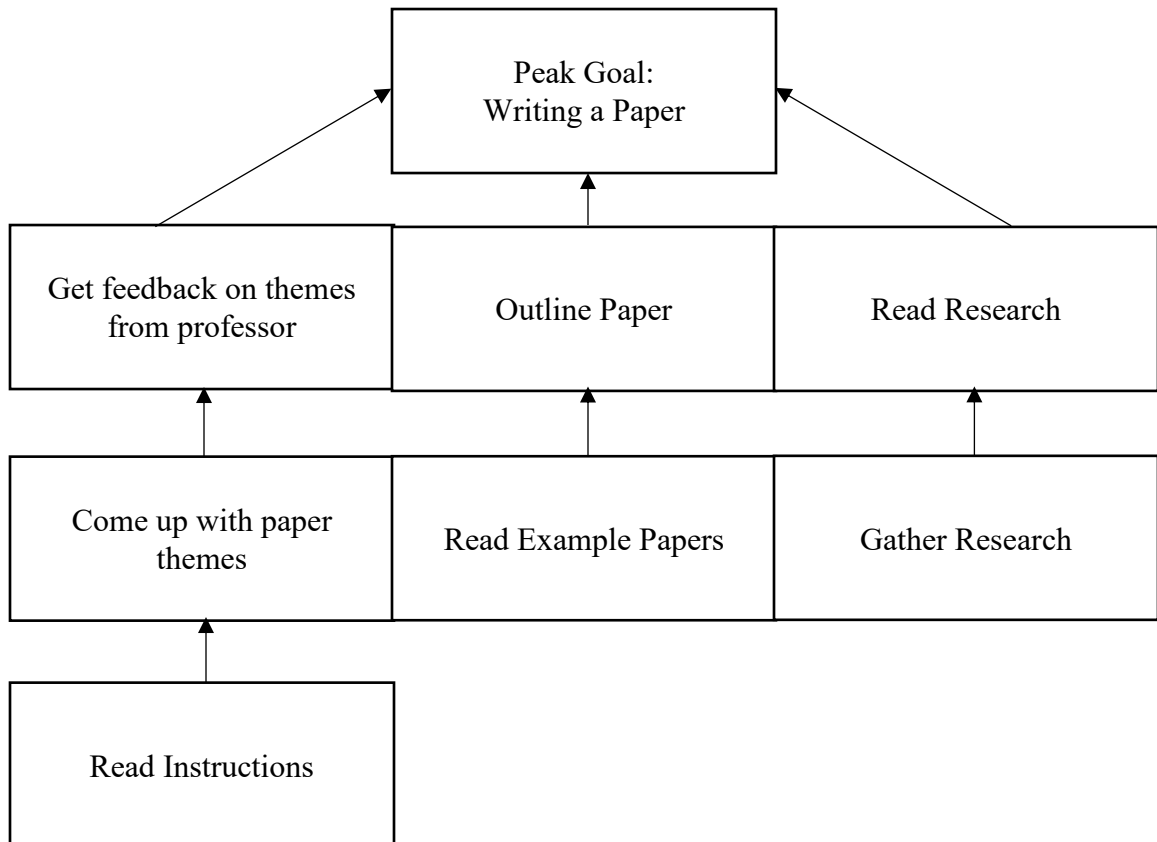 Peak Goal:
Writing a Paper
Get feedback on themes
from professor
Outline Paper
Read Research
Come up with paper
themes
Read Example Papers
Gather Research
Read Instructions